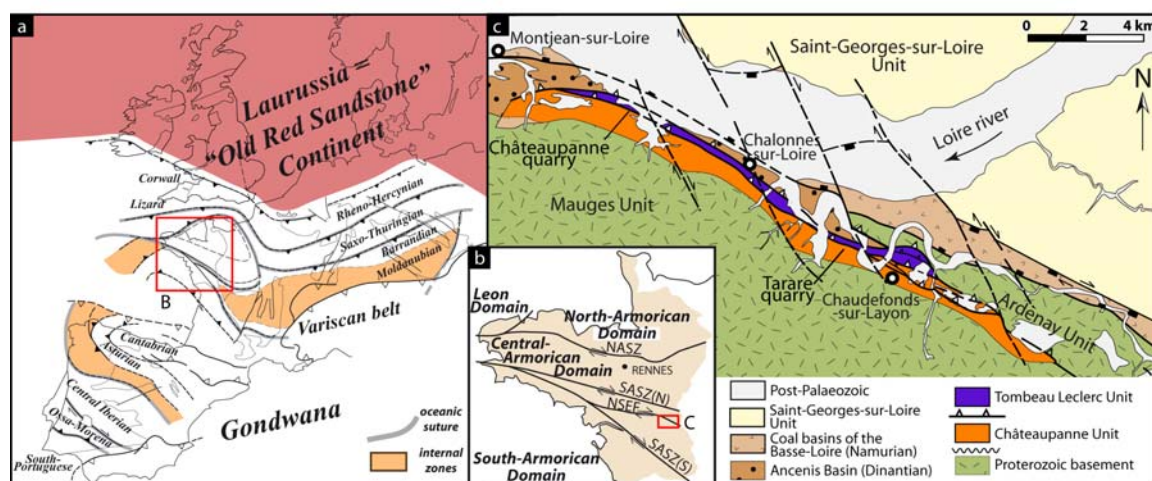 a
Laurussia =
"Old Red Sandstone"
Continent
Corwall
Lizard
Rheno-Hercynian
Saxo-Thuringian
Barrandian
Moldanubian
B
Variscan belt
Cantabrian
Asturian
Central Iberian
Ossa-Morena
South-
Portuguese
Gondwana
oceanic
suture
internal
zones
b
Leon
Domain
North-Armorican
Domain
NASZ
Central-
Armorican
Domain
RENNES
SASZ(N)
NSEF
C
SASZ(S)
South-Armorican
Domain
c
Montjean-sur-Loire
Saint-Georges-sur-Loire
Unit
0 2 4 km
N
Loire river
Châteaupanne
quarry
Chalonnes
-sur-Loire
Mauges Unit
Tarare
quarry
Chaudefonds
-sur-Layon
Ardenay Unit
Post-Palaeozoic
Saint-Georges-sur-Loire
Unit
Coal basins of the
Basse-Loire (Namurian)
Ancenis Basin (Dinantian)
Tombeau Leclerc Unit
Châteaupanne Unit
Proterozoic basement